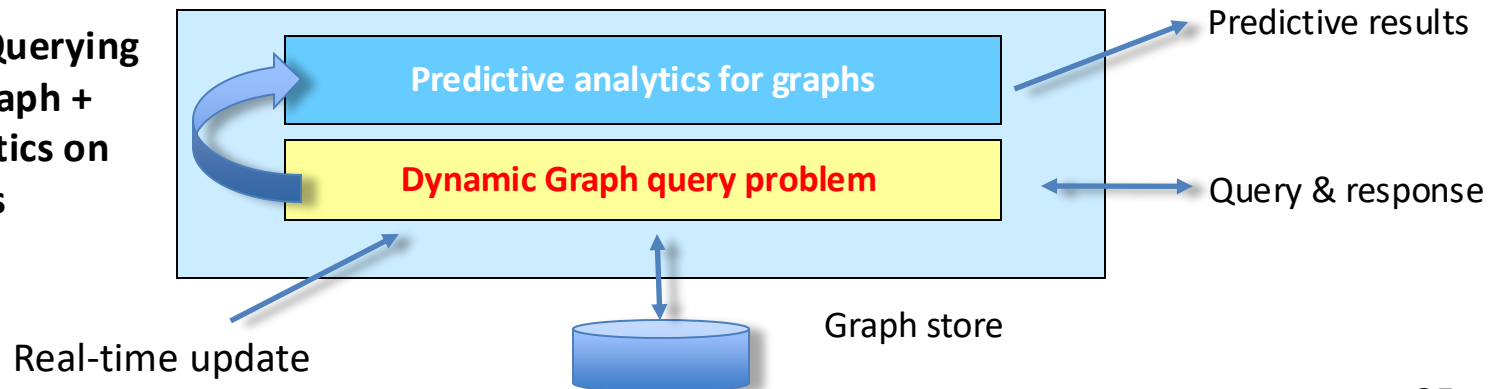 Querying
Predictive results
aph +
Predictive analytics for graphs
tics on
Dynamic Graph query problem
s
Query & response
Graph store
Real-time update